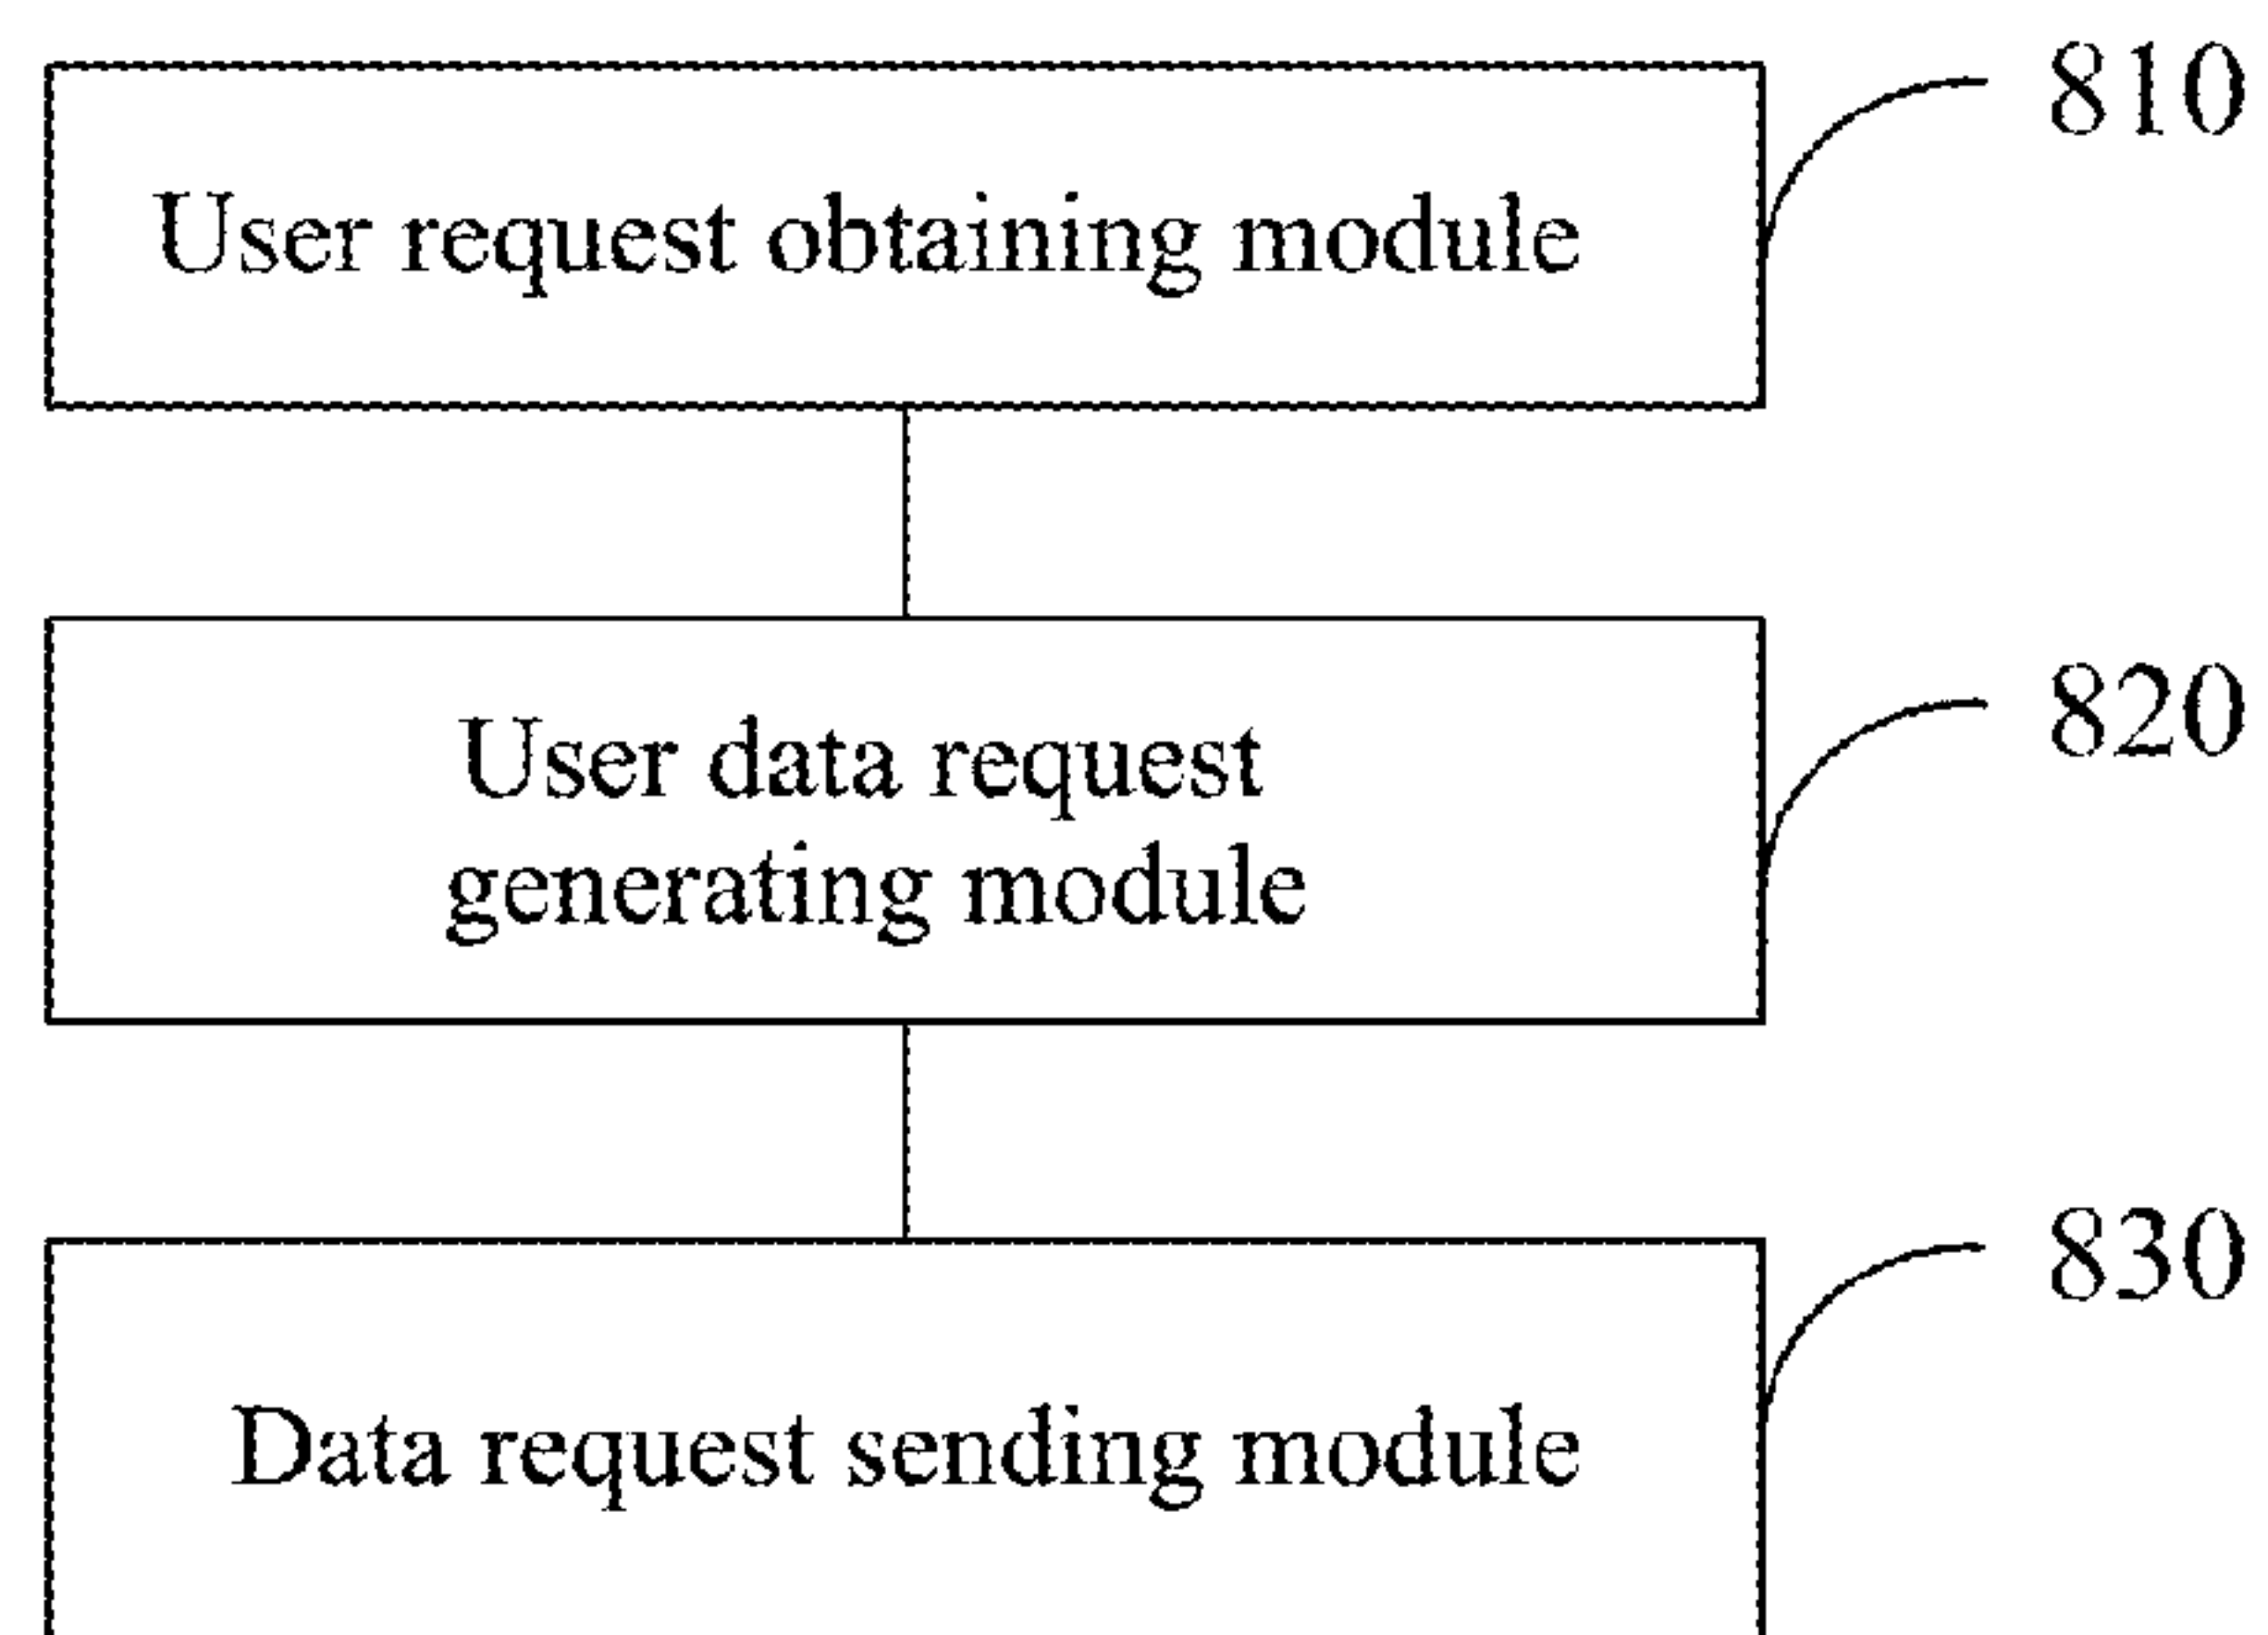 810
User request obtaining module
820
User data request
generating module
830
Data request sending module